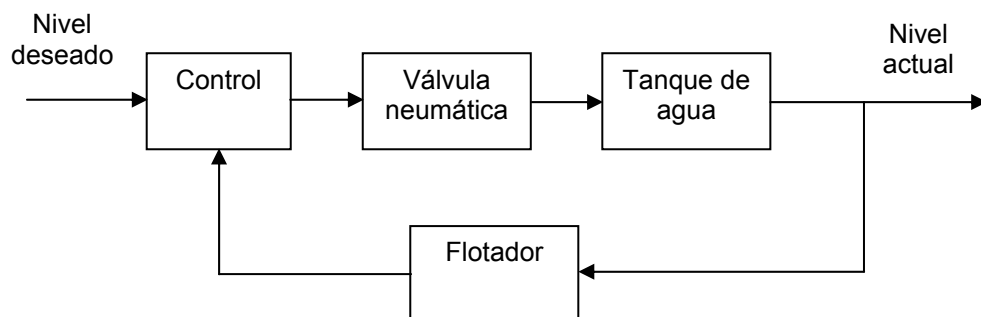 Nivel
deseado
Control
Válvula
neumática
Tanque de
agua
Nivel
actual
Flotador